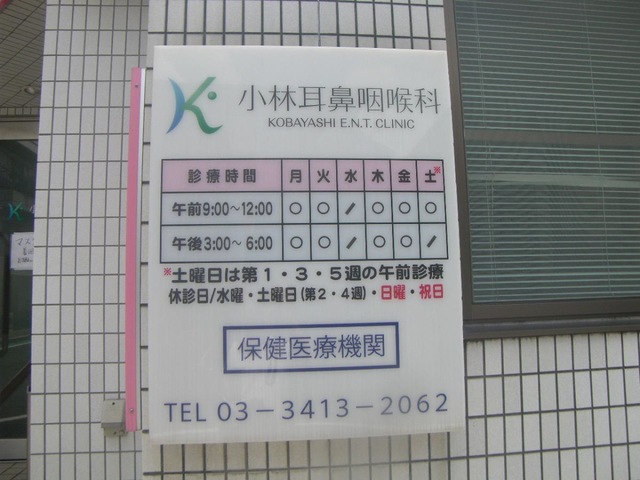 小林耳鼻咽喉科
KOBAYASHI E.N.T. CLINIC
診療時間 月 火 水 木 金 土※
午前9:00～12:00 ○ ○ / ○ ○ ○
午後3:00～6:00 ○ ○ / ○ ○ /
※土曜日は第1・3・5週の午前診療
休診日/水曜・土曜日(第2・4週)・日曜・祝日
保健医療機関
TEL 03－3413－2062